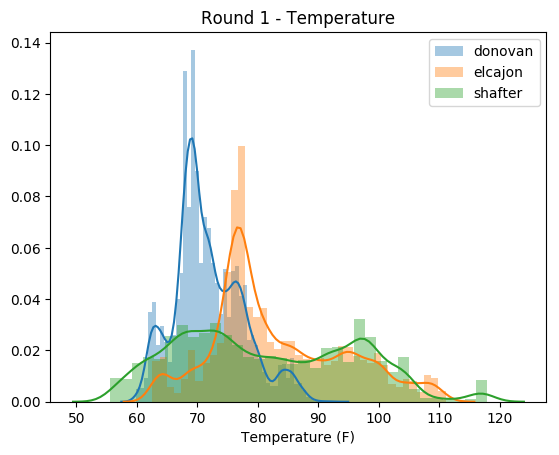 Round 1 - Temperature
0.14
0.12
0.10
0.08
0.06
0.04
0.02
0.00
donovan
elcajon
shafter
50 60 70 80 90 100 110 120
Temperature (F)